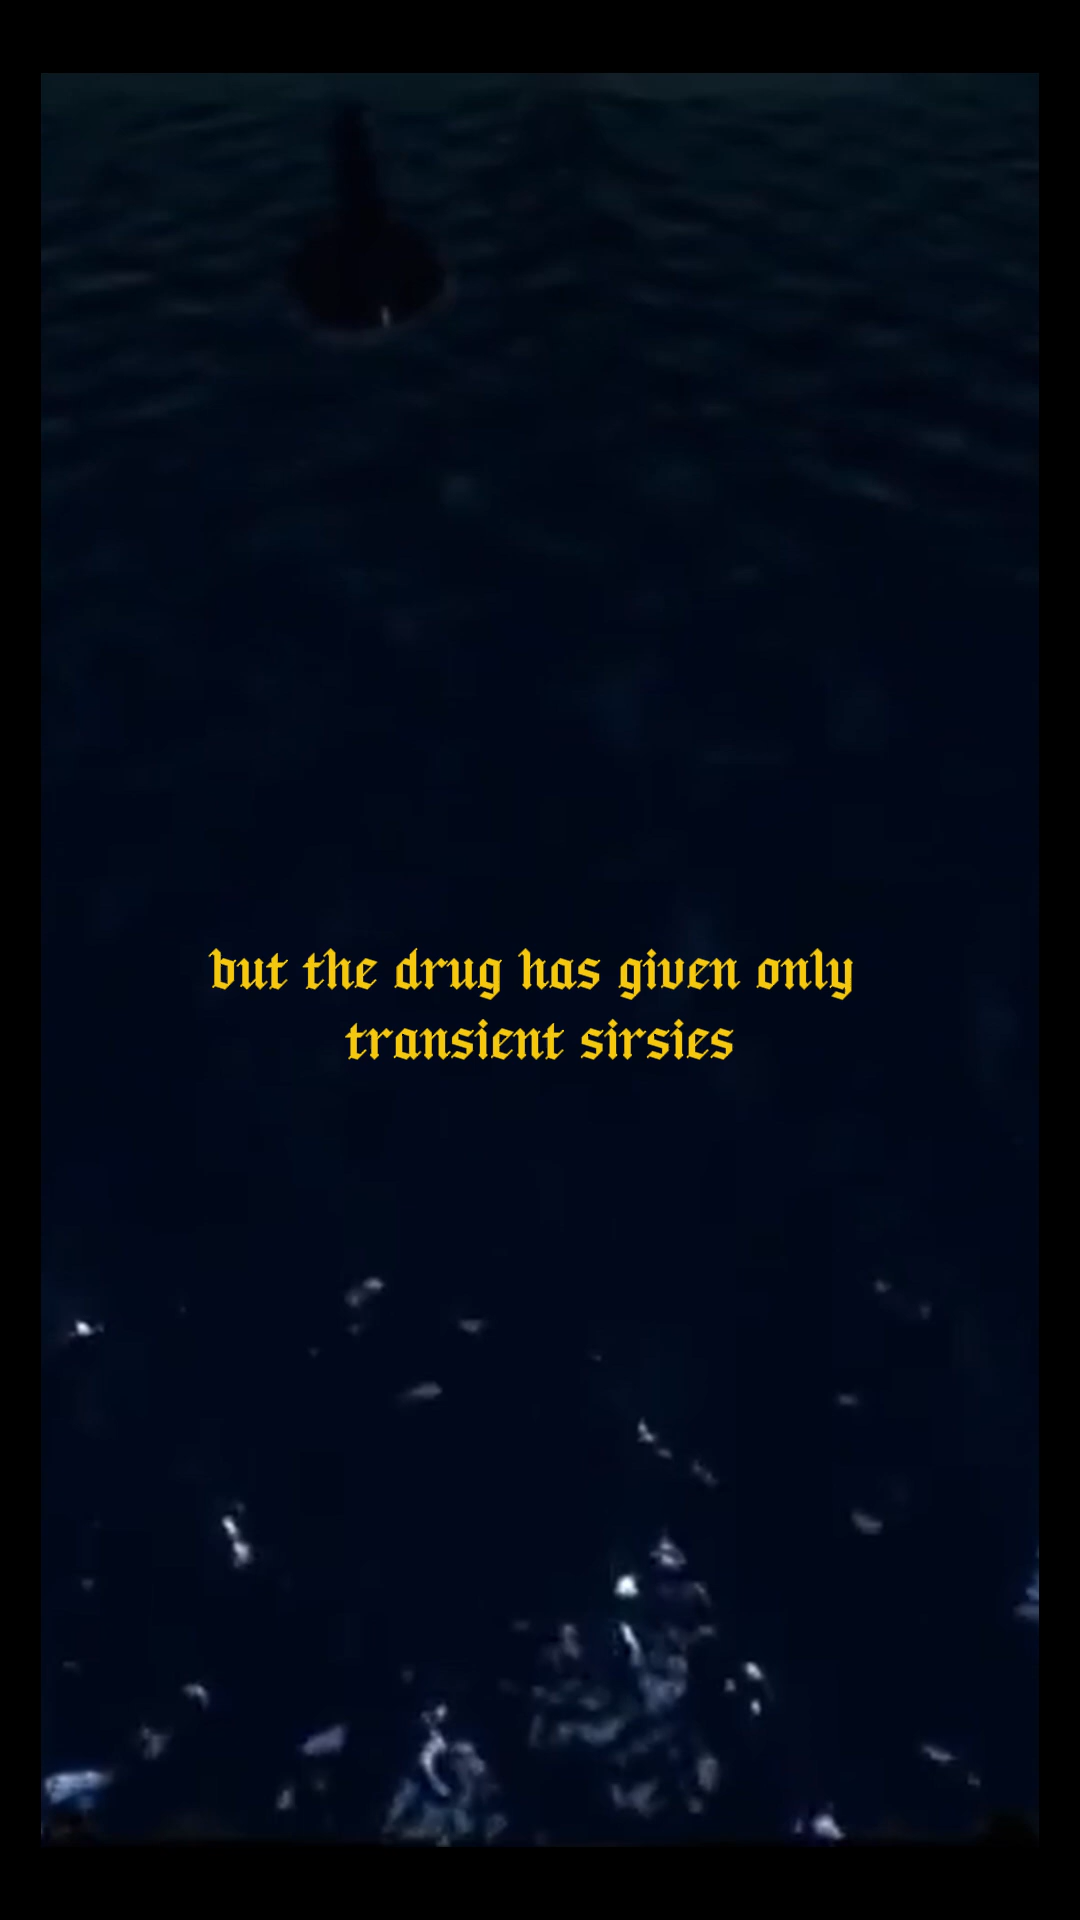 but the drug has given only
transient sirsies